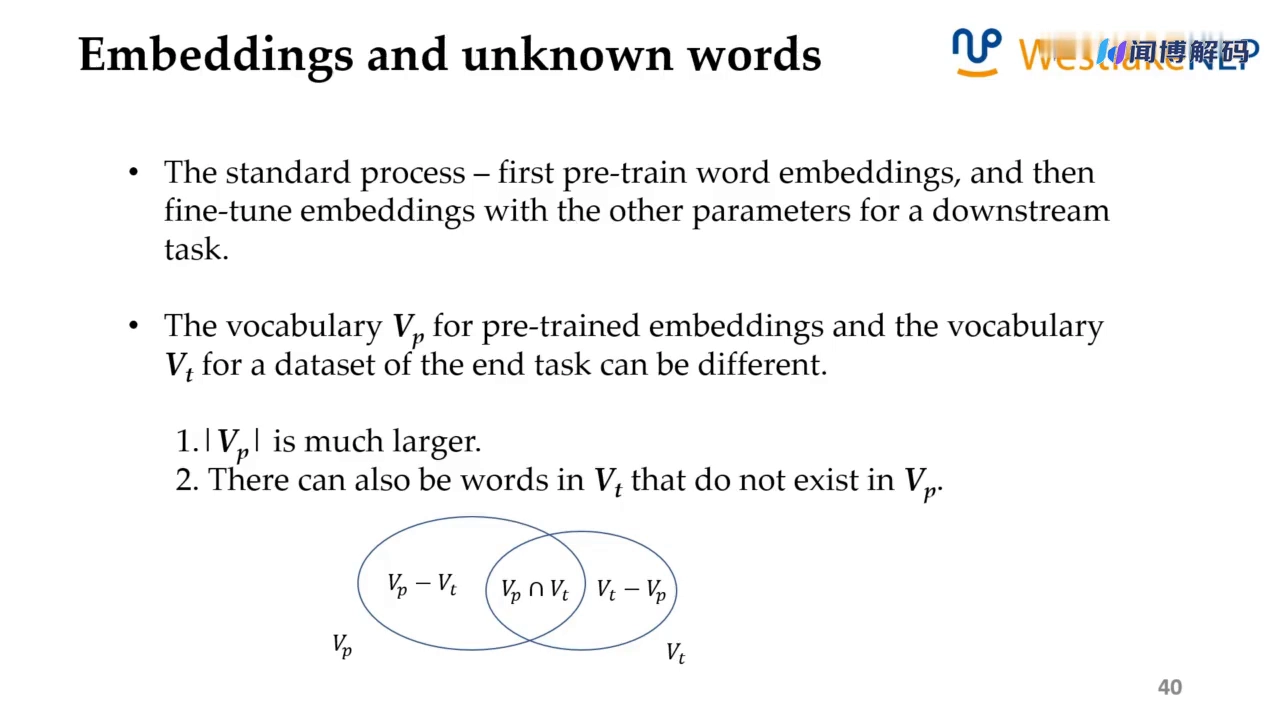 Embeddings and unknown words
WestlakeNLP
闻博解码
• The standard process – first pre-train word embeddings, and then
fine-tune embeddings with the other parameters for a downstream
task.
• The vocabulary Vp for pre-trained embeddings and the vocabulary
Vt for a dataset of the end task can be different.
1.|Vp| is much larger.
2. There can also be words in Vt that do not exist in Vp.
Vp − Vt
Vp ∩ Vt
Vt − Vp
Vp
Vt
40